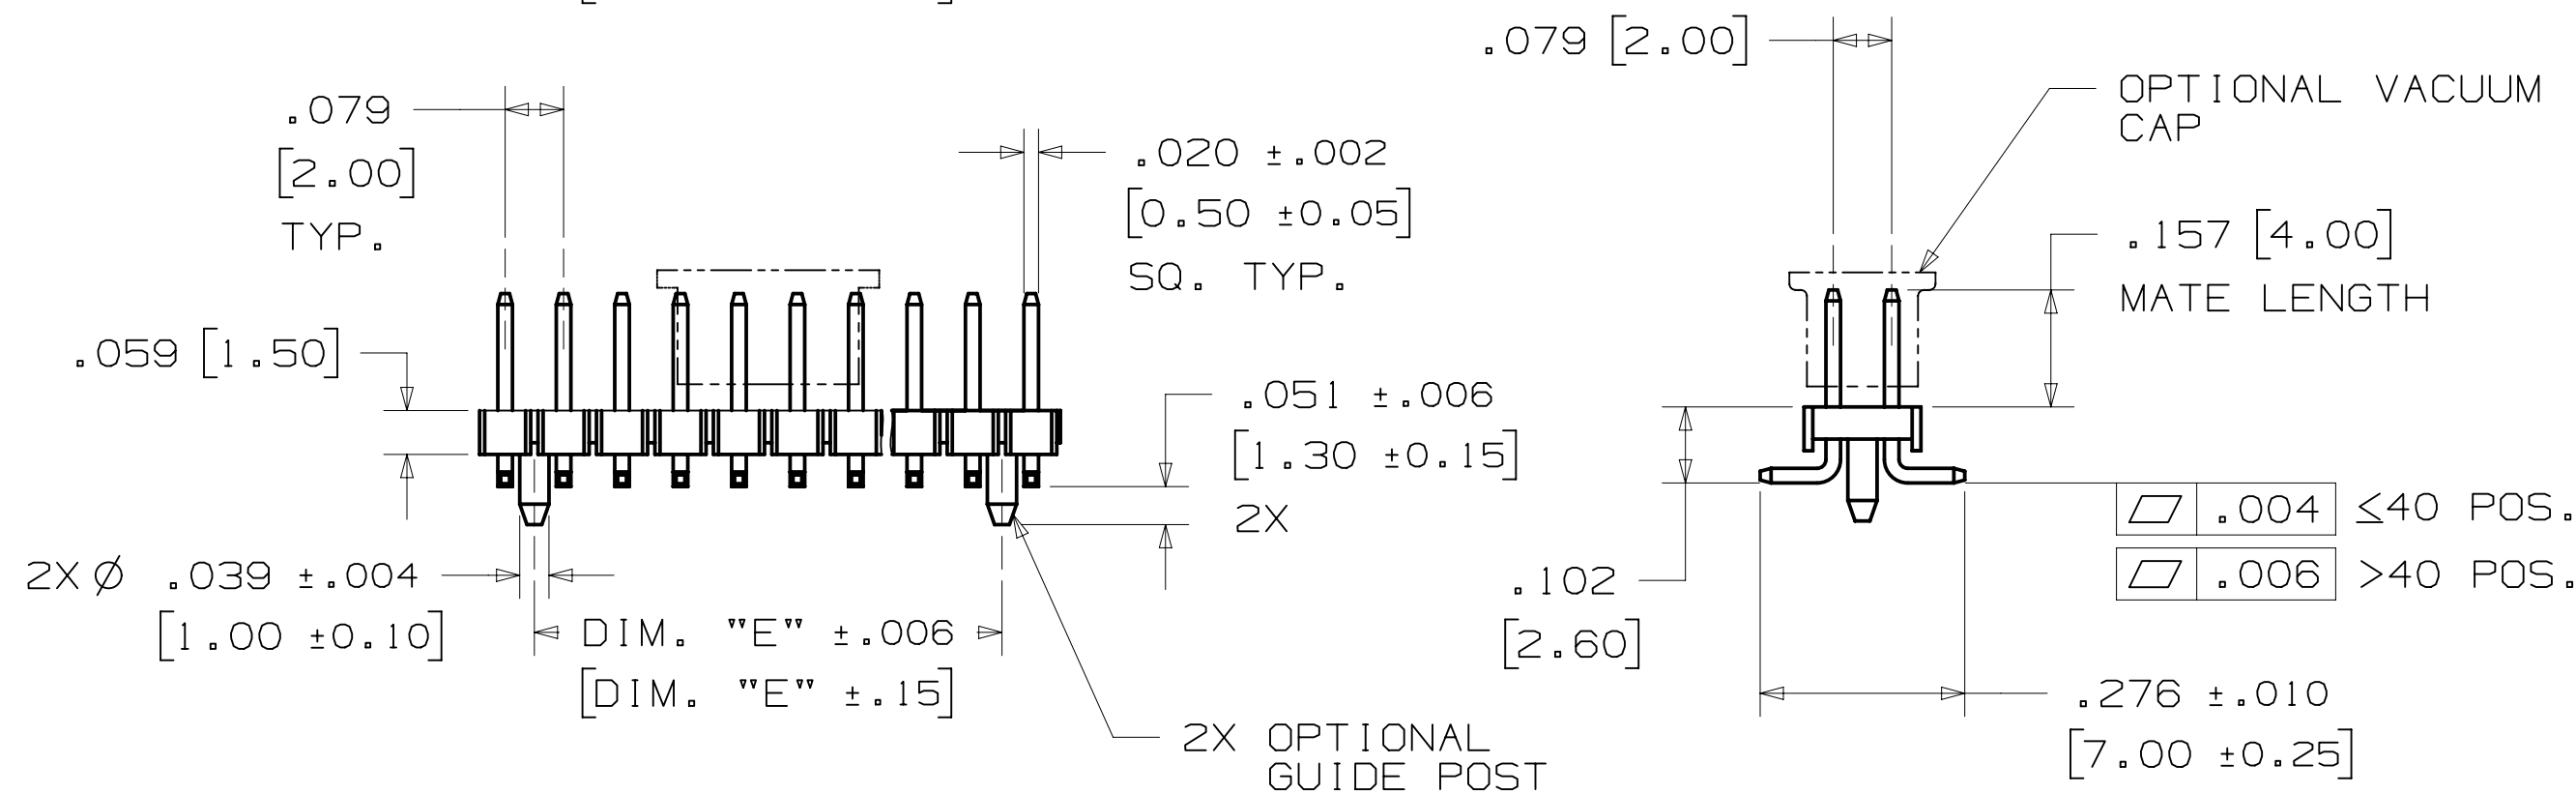 .079 [2.00]
OPTIONAL VACUUM
CAP
.079
[2.00]
TYP.
.020 ±.002
[0.50 ±0.05]
SQ. TYP.
.157 [4.00]
MATE LENGTH
.059 [1.50]
.051 ±.006
[1.30 ±0.15]
2X
.004 ≤40 POS.
.006 >40 POS.
2X Ø .039 ±.004
[1.00 ±0.10]
DIM. "E" ±.006
[DIM. "E" ±.15]
.102
[2.60]
.276 ±.010
[7.00 ±0.25]
2X OPTIONAL
GUIDE POST